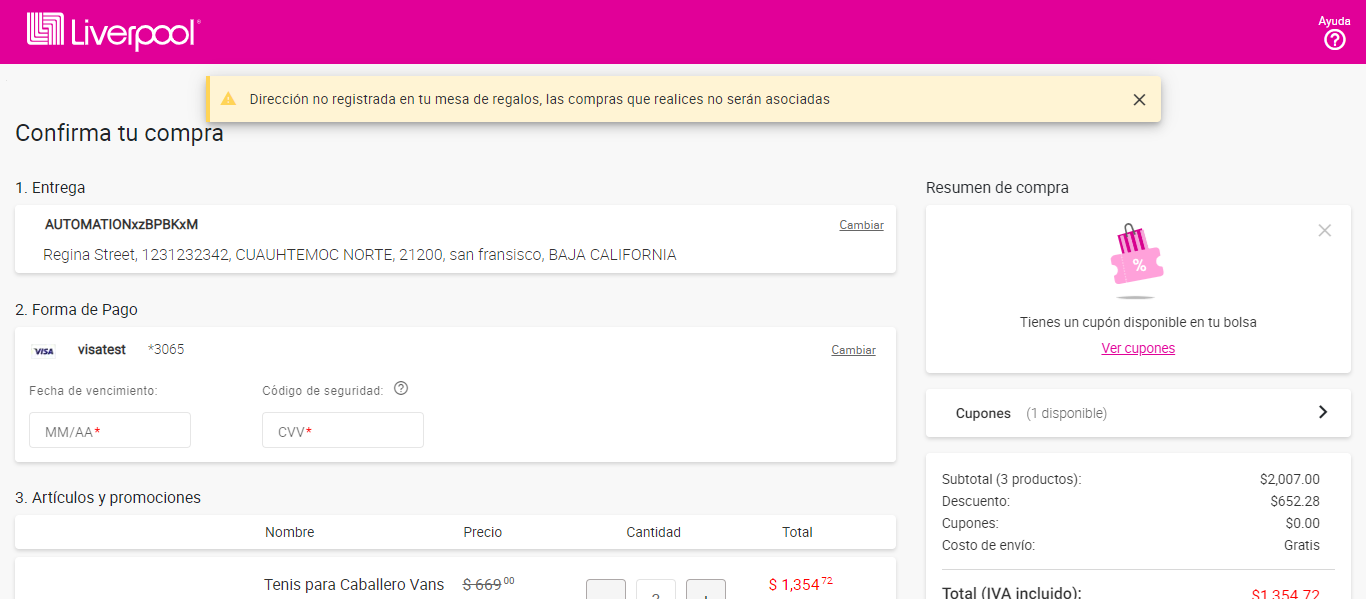 Liverpool
Ayuda
Dirección no registrada en tu mesa de regalos, las compras que realices no serán asociadas
Confirma tu compra
1. Entrega
AUTOMATIONxzBPBKxM
Cambiar
Regina Street, 1231232342, CUAUHTEMOC NORTE, 21200, san fransisco, BAJA CALIFORNIA
2. Forma de Pago
VISA visatest *3065
Cambiar
Fecha de vencimiento: Código de seguridad: ?
MM/AA* CVV*
3. Artículos y promociones
Nombre Precio Cantidad Total
Tenis para Caballero Vans $ 669 00 $ 1,354 72
Resumen de compra
%
Tienes un cupón disponible en tu bolsa
Ver cupones
Cupones (1 disponible)
Subtotal (3 productos): $2,007.00
Descuento: $652.28
Cupones: $0.00
Costo de envío: Gratis
Total (IVA incluido): $1,354.72